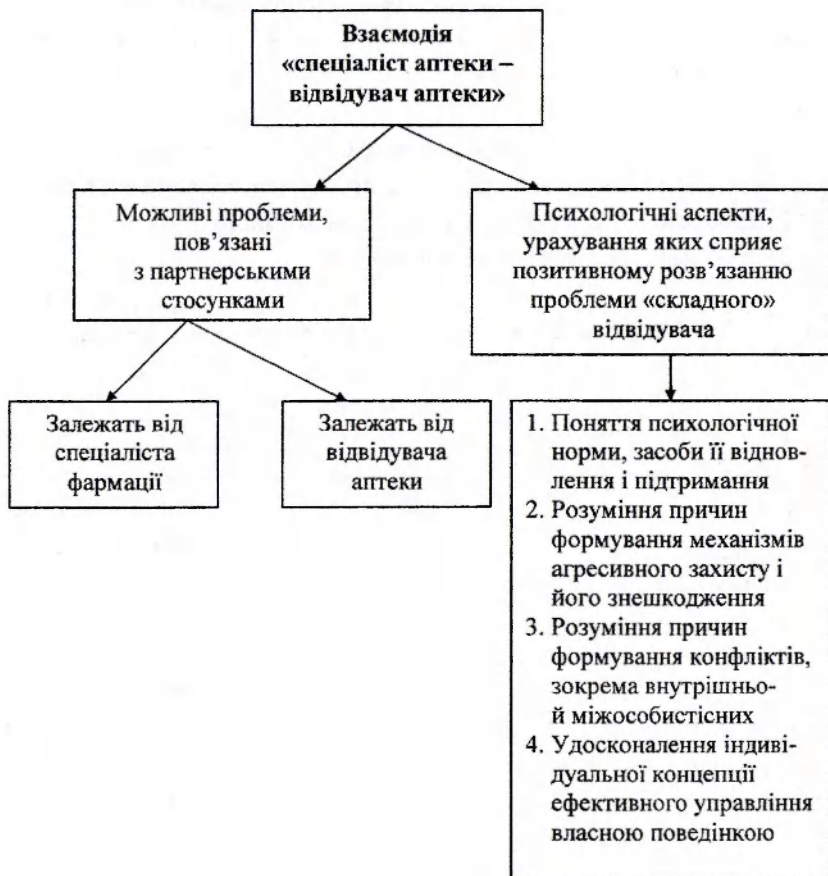 Взаємодія
«спеціаліст аптеки –
відвідувач аптеки»
Можливі проблеми,
пов’язані
з партнерськими
стосунками
Психологічні аспекти,
урахування яких сприяє
позитивному розв’язанню
проблеми «складного»
відвідувача
Залежать від
спеціаліста
фармації
Залежать від
відвідувача
аптеки
1. Поняття психологічної
норми, засоби її віднов-
лення і підтримання
2. Розуміння причин
формування механізмів
агресивного захисту і
його знешкодження
3. Розуміння причин
формування конфліктів,
зокрема внутрішньо-
й міжособистісних
4. Удосконалення індиві-
дуальної концепції
ефективного управління
власною поведінкою